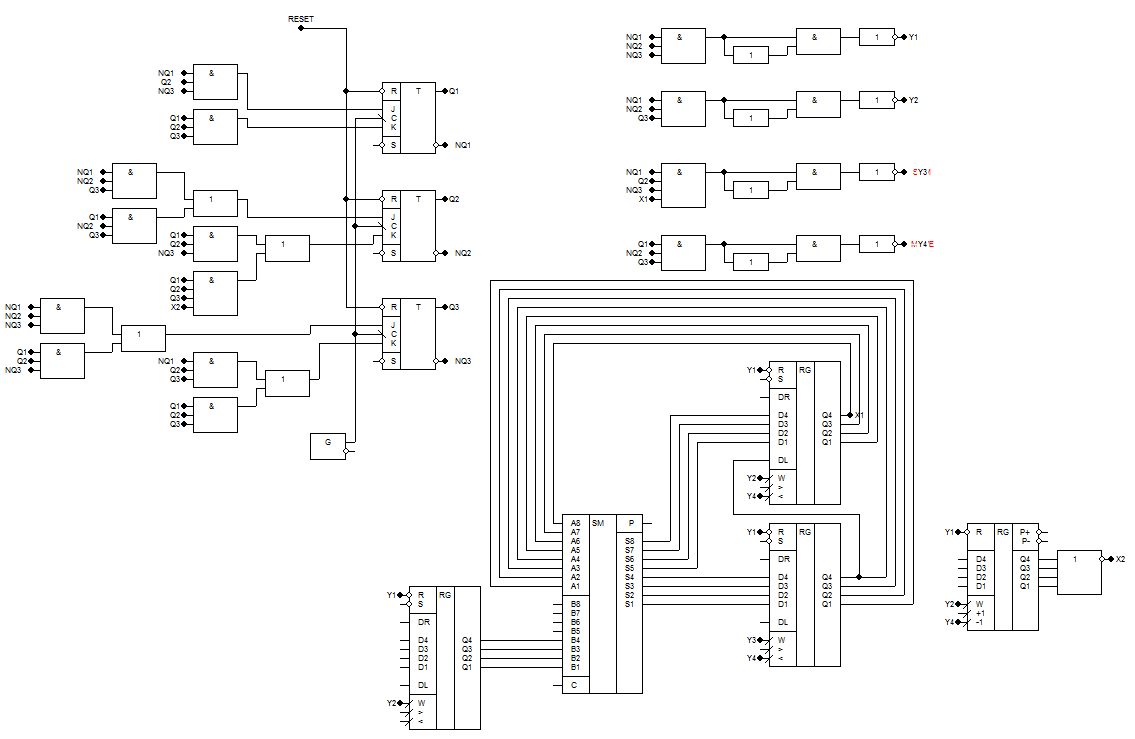 RESET
NQ1
Q2
NQ3
&
Q1
Q2
Q3
&
R
J
C
K
S
T
Q1
NQ1
NQ1
NQ2
Q3
&
Q1
NQ2
Q3
&
1
Q1
Q2
NQ3
&
Q1
Q2
Q3
X2
&
1
R
J
C
K
S
T
Q2
NQ2
NQ1
NQ2
NQ3
&
Q1
Q2
NQ3
&
1
NQ1
Q2
Q3
&
Q1
Q2
Q3
&
1
R
J
C
K
S
T
Q3
NQ3
G
NQ1
NQ2
NQ3
&
1
&
1
Y1
NQ1
NQ2
Q3
&
1
&
1
Y2
NQ1
Q2
NQ3
X1
&
1
&
1
Q1
NQ2
Q3
&
1
&
1
Y1
R
S
DR
D4
D3
D2
D1
DL
Y2
W
>
Y4
<
RG
Q4
Q3
Q2
Q1
X1
A8
A7
A6
A5
A4
A3
A2
A1
B8
B7
B6
B5
B4
B3
B2
B1
C
SM
P
S8
S7
S6
S5
S4
S3
S2
S1
Y1
R
S
DR
D4
D3
D2
D1
DL
Y3
W
>
Y4
<
RG
Q4
Q3
Q2
Q1
Y1
R
S
DR
D4
D3
D2
D1
DL
Y2
W
>
<
RG
Q4
Q3
Q2
Q1
Y1
R
D4
D3
D2
D1
Y2
W
+1
Y4
-1
RG
P+
P-
Q4
Q3
Q2
Q1
1
X2